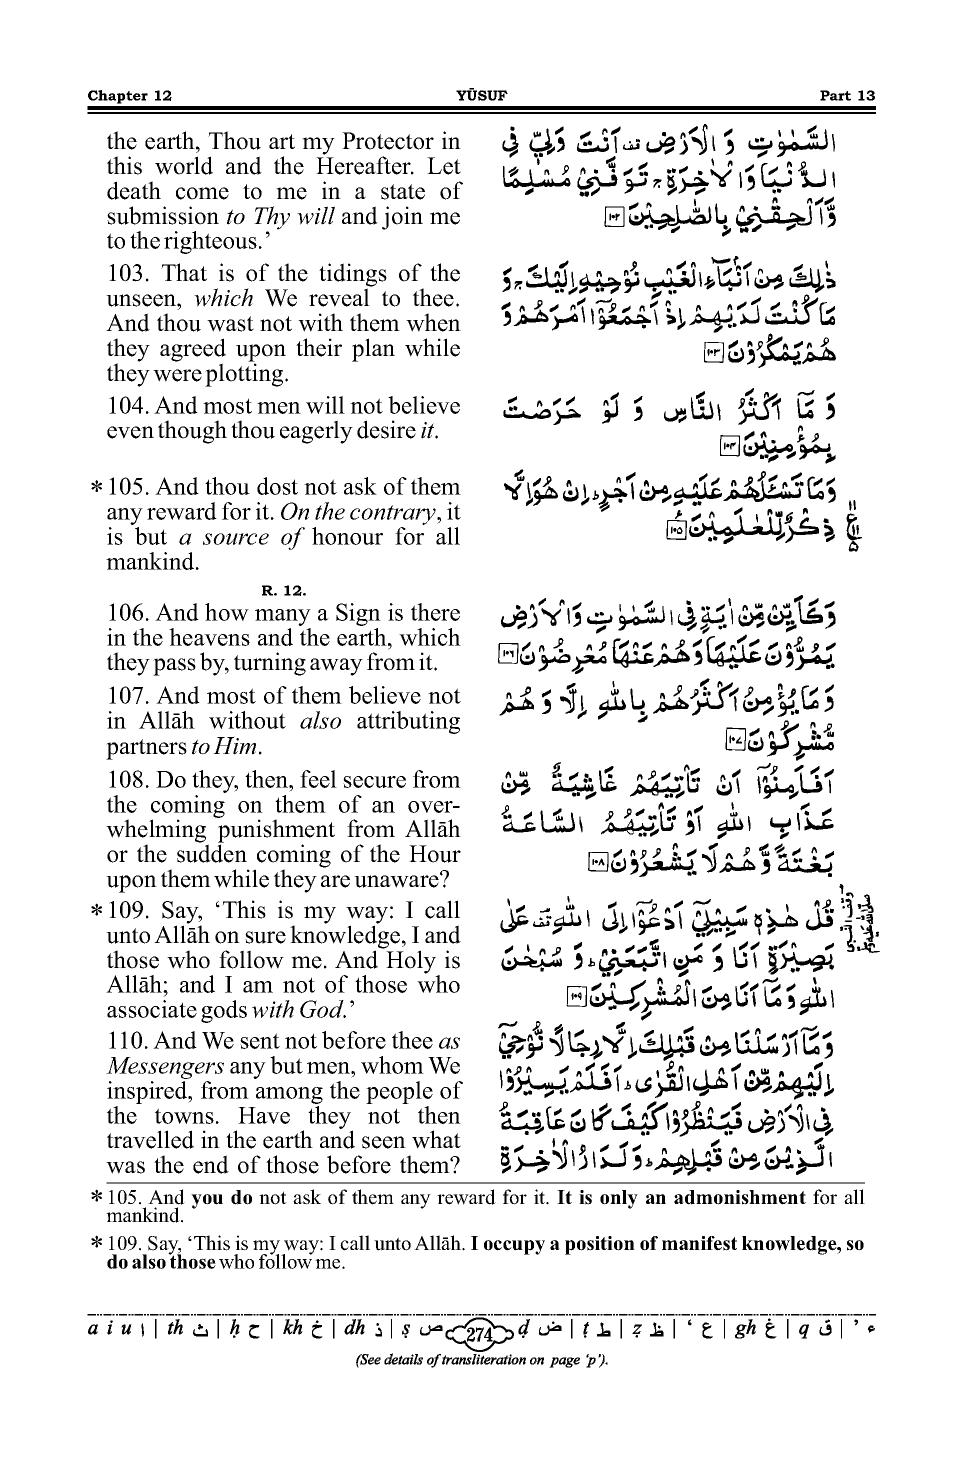 Chapter 12 YŪSUF Part 13
the earth, Thou art my Protector in
this world and the Hereafter. Let
death come to me in a state of
submission to Thy will and join me
to the righteous.’
السَّمٰوٰتِ وَ الْاَرْضِ ۟ اَنْتَ وَلِيّٖ فِي
الدُّنْيَا وَالْاٰخِرَةِ ۚ تَوَفَّنِيْ مُسْلِمًا
وَّاَلْحِقْنِيْ بِالصّٰلِحِيْنَ ١٠٢
103. That is of the tidings of the
unseen, which We reveal to thee.
And thou wast not with them when
they agreed upon their plan while
they were plotting.
ذٰلِكَ مِنْ اَنْۢبَآءِ الْغَيْبِ نُوْحِيْهِ اِلَيْكَ ۚ وَ
مَا كُنْتَ لَدَيْهِمْ اِذْ اَجْمَعُوْۤا اَمْرَهُمْ وَ
هُمْ يَمْكُرُوْنَ ١٠٣
104. And most men will not believe
even though thou eagerly desire it.
وَ مَاۤ اَكْثَرُ النَّاسِ وَ لَوْ حَرَصْتَ
بِمُؤْمِنِيْنَ ١٠٤
* 105. And thou dost not ask of them
any reward for it. On the contrary, it
is but a source of honour for all
mankind.
وَمَا تَسْئَلُهُمْ عَلَيْهِ مِنْ اَجْرٍ ؕ اِنْ هُوَ اِلَّا
ذِكْرٌ لِّلْعٰلَمِيْنَ ١٠٥
R. 12.
106. And how many a Sign is there
in the heavens and the earth, which
they pass by, turning away from it.
وَكَاَيِّنْ مِّنْ اٰيَةٍ فِي السَّمٰوٰتِ وَالْاَرْضِ
يَمُرُّوْنَ عَلَيْهَا وَهُمْ عَنْهَا مُعْرِضُوْنَ ١٠٦
107. And most of them believe not
in Allāh without also attributing
partners to Him.
وَ مَا يُؤْمِنُ اَكْثَرُهُمْ بِاللّٰهِ اِلَّا وَ هُمْ
مُّشْرِكُوْنَ ١٠٧
108. Do they, then, feel secure from
the coming on them of an over-
whelming punishment from Allāh
or the sudden coming of the Hour
upon them while they are unaware?
اَفَاَمِنُوْۤا اَنْ تَاْتِيَهُمْ غَاشِيَةٌ مِّنْ
عَذَابِ اللّٰهِ اَوْ تَاْتِيَهُمُ السَّاعَةُ
بَغْتَةً وَّهُمْ لَا يَشْعُرُوْنَ ١٠٨
* 109. Say, ‘This is my way: I call
unto Allāh on sure knowledge, I and
those who follow me. And Holy is
Allāh; and I am not of those who
associate gods with God.’
قُلْ هٰذِهٖ سَبِيْلِيْۤ اَدْعُوْۤا اِلَى اللّٰهِ ۟ عَلٰى
بَصِيْرَةٍ اَنَا وَ مَنِ اتَّبَعَنِيْ ؕ وَ سُبْحٰنَ
اللّٰهِ وَ مَاۤ اَنَا مِنَ الْمُشْرِكِيْنَ ١٠٩
110. And We sent not before thee as
Messengers any but men, whom We
inspired, from among the people of
the towns. Have they not then
travelled in the earth and seen what
was the end of those before them?
وَمَاۤ اَرْسَلْنَا مِنْ قَبْلِكَ اِلَّا رِجَالًا نُّوْحِيْۤ
اِلَيْهِمْ مِّنْ اَهْلِ الْقُرٰى ؕ اَفَلَمْ يَسِيْرُوْا
فِي الْاَرْضِ فَيَنْظُرُوْا كَيْفَ كَانَ عَاقِبَةُ
الَّذِيْنَ مِنْ قَبْلِهِمْ ؕ وَ لَدَارُ الْاٰخِرَةِ
* 105. And you do not ask of them any reward for it. It is only an admonishment for all
mankind.
* 109. Say, ‘This is my way: I call unto Allāh. I occupy a position of manifest knowledge, so
do also those who follow me.
a i u ا | th ث | ḥ ح | kh خ | dh ذ | ṣ ص 274 ḍ ض | ṭ ط | ẓ ظ | ‘ ع | gh غ | q ق | ’ ء
(See details of transliteration on page ‘p’).